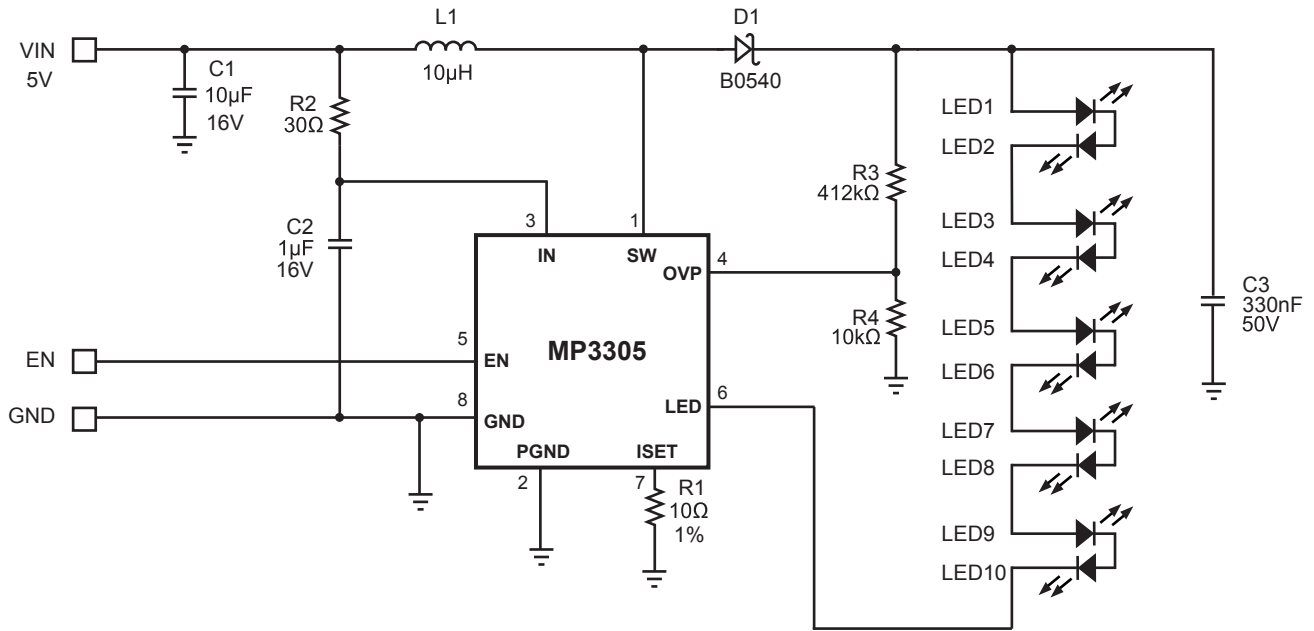 L1
D1
VIN
5V
C1
10µF
16V
10µH
B0540
R2
30Ω
LED1
LED2
R3
412kΩ
C2
1µF
16V
3
1
IN
SW
OVP
4
LED3
LED4
C3
330nF
50V
R4
10kΩ
LED5
LED6
MP3305
EN
5
EN
GND
8
GND
LED
6
LED7
LED8
PGND
ISET
2
7
R1
10Ω
1%
LED9
LED10